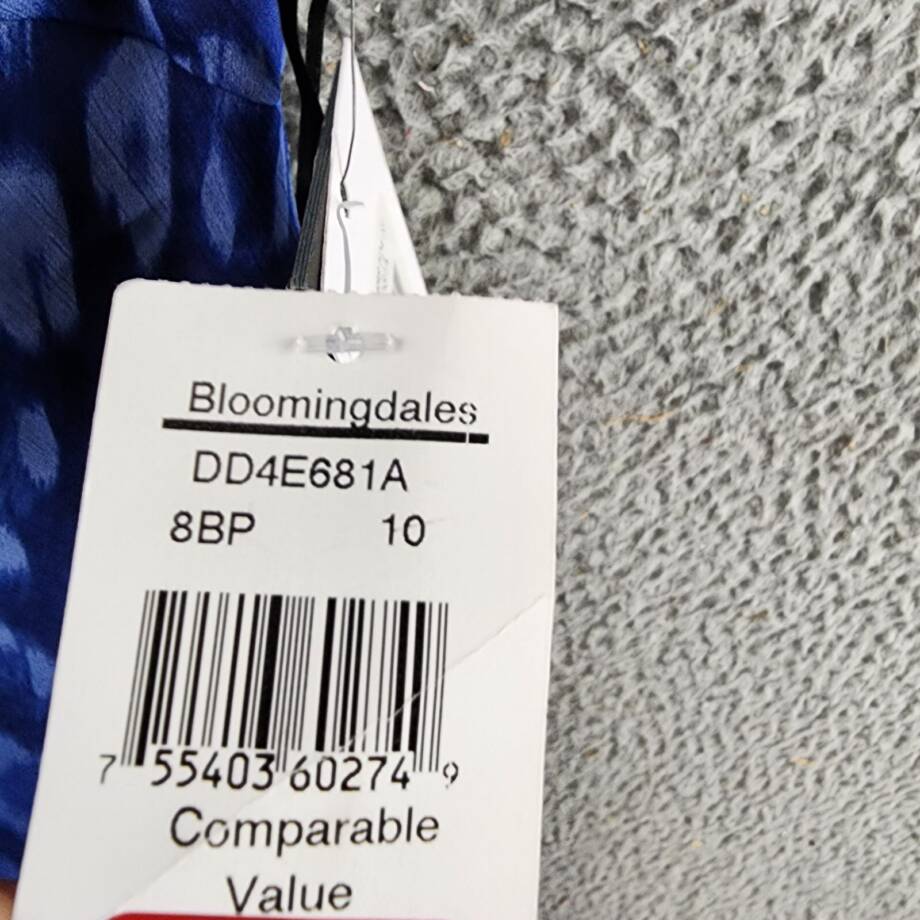 Bloomingdales
DD4E681A
8BP 10
7 55403 60274 9
Comparable
Value